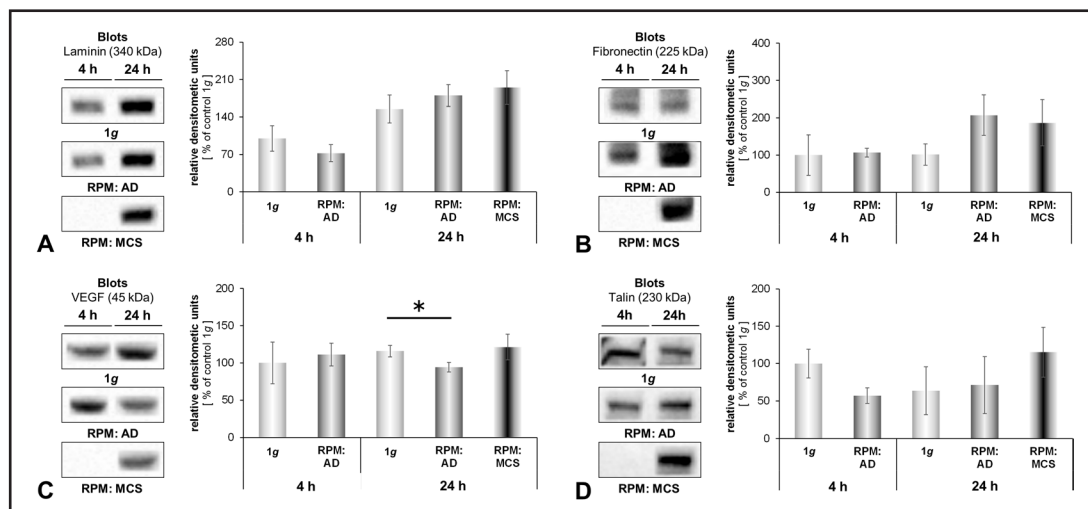 Blots
Laminin (340 kDa)
4 h 24 h
1g
RPM: AD
RPM: MCS
A
relative densitometic units
[ % of control 1g ]
280
210
140
70
0
1g
RPM:
AD
1g
RPM:
AD
RPM:
MCS
4 h
24 h
Blots
Fibronectin (225 kDa)
4 h 24 h
1g
RPM: AD
RPM: MCS
B
relative densitometic units
[ % of control 1g ]
400
300
200
100
0
1g
RPM:
AD
1g
RPM:
AD
RPM:
MCS
4 h
24 h
Blots
VEGF (45 kDa)
4 h 24 h
1g
RPM: AD
RPM: MCS
C
relative densitometic units
[ % of control 1g ]
200
150
100
50
0
*
1g
RPM:
AD
1g
RPM:
AD
RPM:
MCS
4 h
24 h
Blots
Talin (230 kDa)
4h 24h
1g
RPM: AD
RPM: MCS
D
relative densitometic units
[ % of control 1g ]
200
150
100
50
0
1g
RPM:
AD
1g
RPM:
AD
RPM:
MCS
4 h
24 h